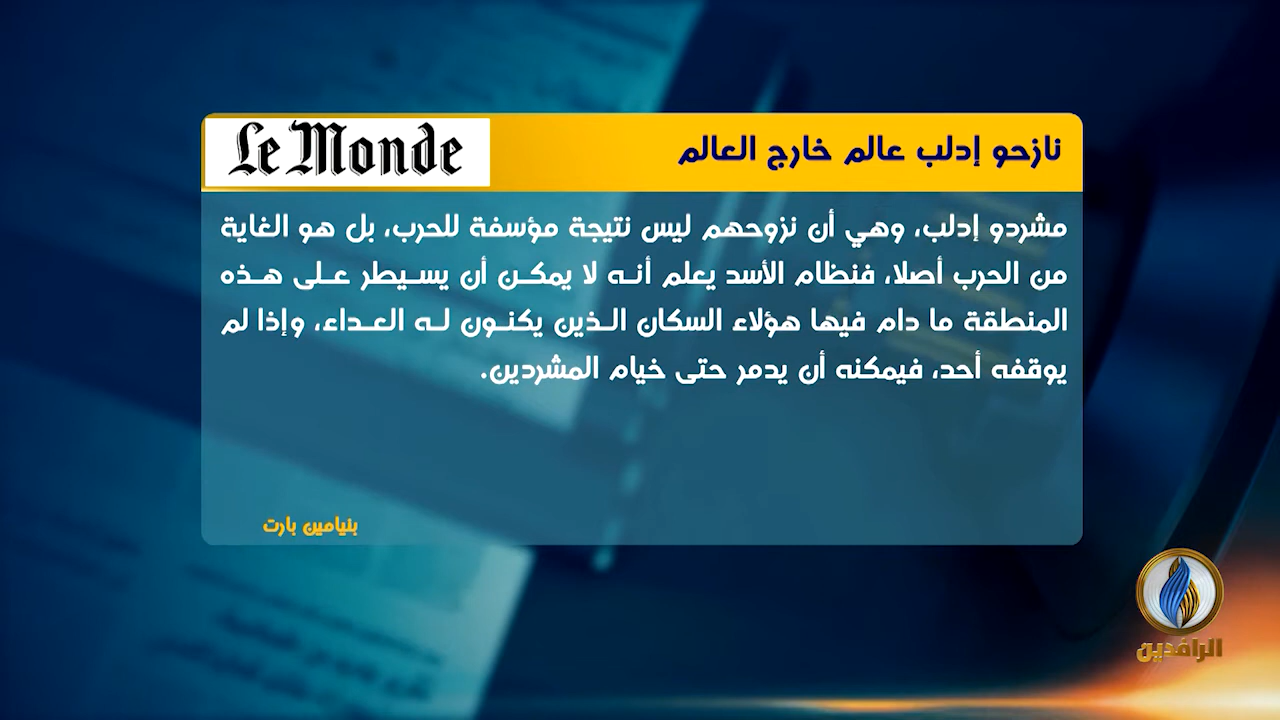 Le Monde
نازحو إدلب عالم خارج العالم
مشردو إدلب، وهي أن نزوحهم ليس نتيجة مؤسفة للحرب، بل هو الغاية
من الحرب أصلا، فنظام الأسد يعلم أنه لا يمكن أن يسيطر على هذه
المنطقة ما دام فيها هؤلاء السكان الذين يكنون له العداء، وإذا لم
يوقفه أحد، فيمكنه أن يدمر حتى خيام المشردين.
بنيامين بارت
الرافدين